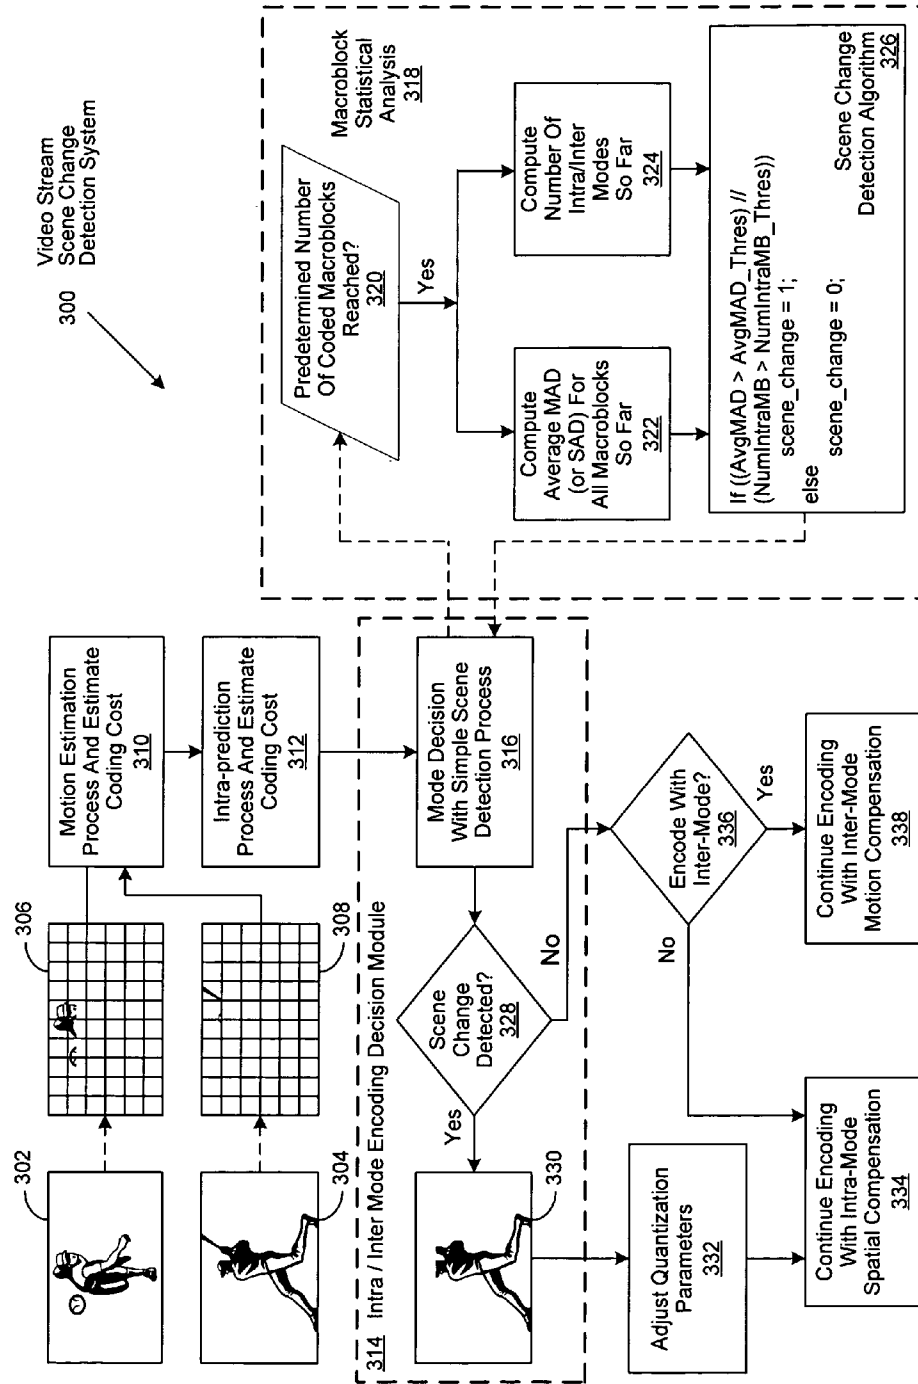 Video Stream
Scene Change
Detection System
300
302
304
306
308
Motion Estimation
Process And Estimate
Coding Cost
310
Intra-prediction
Process And Estimate
Coding Cost
312
314 Intra / Inter Mode Encoding Decision Module
Mode Decision
With Simple Scene
Detection Process
316
Macroblock
Statistical
Analysis
318
Predetermined Number
Of Coded Macroblocks
Reached?
320
Yes
Compute
Average MAD
(or SAD) For
All Macroblocks
So Far
322
Compute
Number Of
Intra/Inter
Modes
So Far
324
If ((AvgMAD > AvgMAD_Thres) //
(NumIntraMB > NumIntraMB_Thres))
scene_change = 1;
else
scene_change = 0;
Scene Change
Detection Algorithm
326
Scene
Change
Detected?
328
Yes
No
330
Adjust Quantization
Parameters
332
Encode With
Inter-Mode?
336
No
Yes
Continue Encoding
With Intra-Mode
Spatial Compensation
334
Continue Encoding
With Inter-Mode
Motion Compensation
338